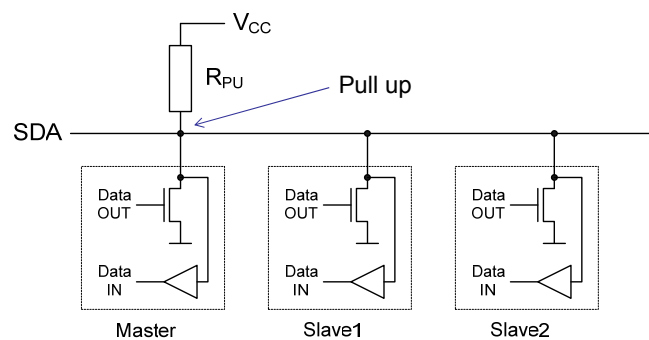 VCC
RPU
Pull up
SDA
Data
OUT
Data
IN
Master
Data
OUT
Data
IN
Slave1
Data
OUT
Data
IN
Slave2